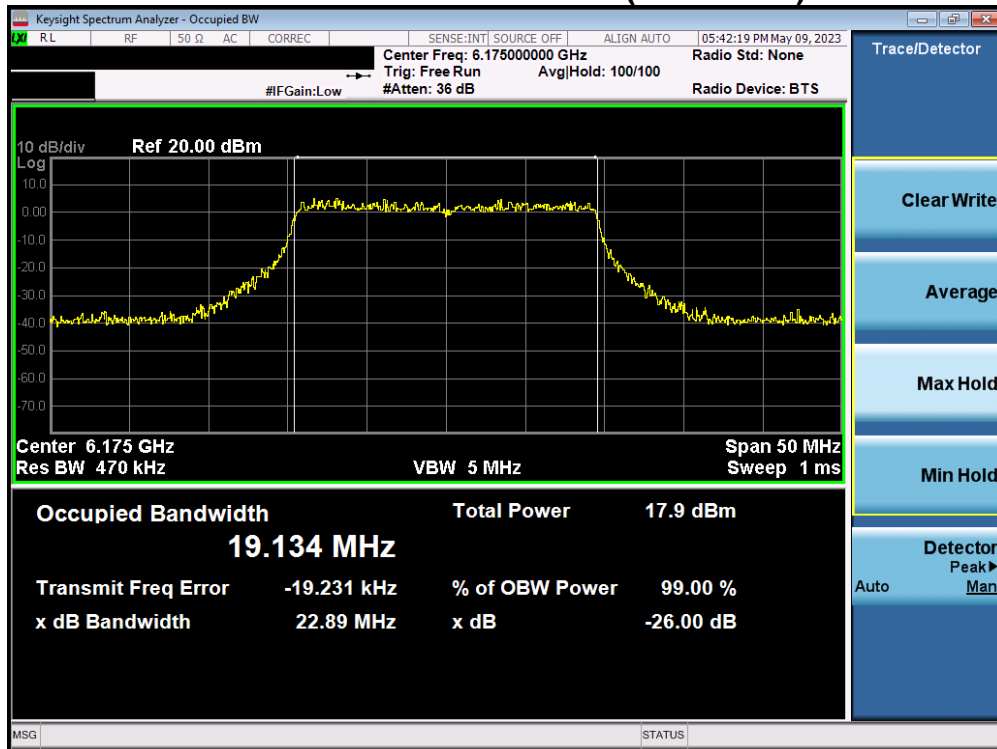 Keysight Spectrum Analyzer - Occupied BW
LXI RL RF 50 Ω AC CORREC SENSE:INT SOURCE OFF ALIGN AUTO 05:42:19 PM May 09, 2023
Center Freq: 6.175000000 GHz Radio Std: None
Trig: Free Run Avg|Hold: 100/100
#IFGain:Low #Atten: 36 dB Radio Device: BTS
10 dB/div Ref 20.00 dBm
Log
10.0
0.00
-10.0
-20.0
-30.0
-40.0
-50.0
-60.0
-70.0
Center 6.175 GHz Span 50 MHz
Res BW 470 kHz VBW 5 MHz Sweep 1 ms
Occupied Bandwidth Total Power 17.9 dBm
19.134 MHz
Transmit Freq Error -19.231 kHz % of OBW Power 99.00 %
x dB Bandwidth 22.89 MHz x dB -26.00 dB
MSG STATUS
Trace/Detector
Clear Write
Average
Max Hold
Min Hold
Detector
Peak▶
Auto Man